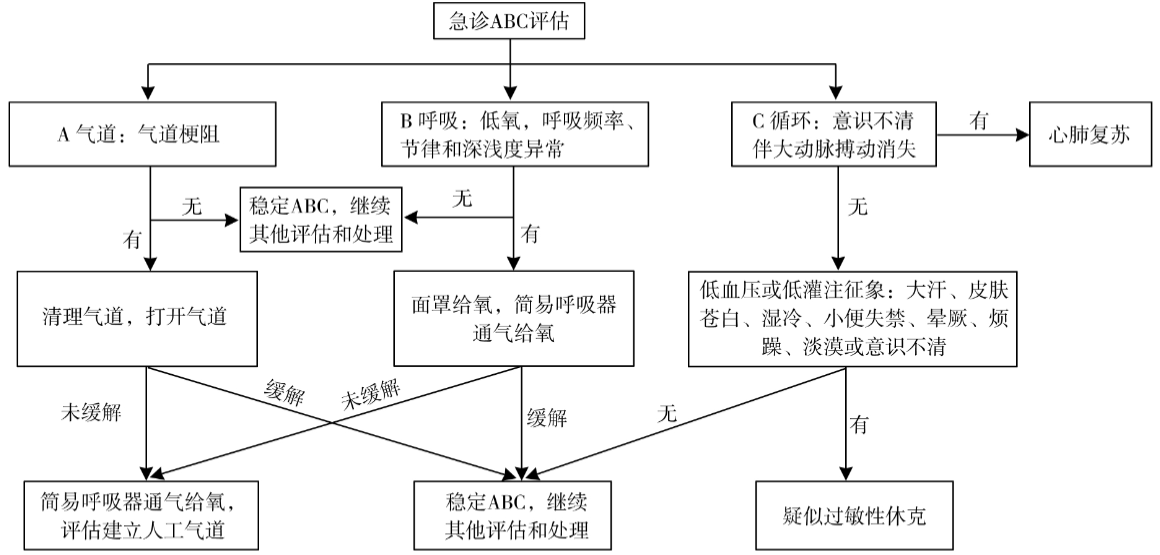 急诊ABC评估
A 气道：气道梗阻
B 呼吸：低氧，呼吸频率、
节律和深浅度异常
C 循环：意识不清
伴大动脉搏动消失
有
心肺复苏
无
稳定ABC，继续
其他评估和处理
无
无
有
有
清理气道，打开气道
面罩给氧，简易呼吸器
通气给氧
低血压或低灌注征象：大汗、皮肤
苍白、湿冷、小便失禁、晕厥、烦
躁、淡漠或意识不清
未缓解
缓解
未缓解
缓解
无
有
简易呼吸器通气给氧，
评估建立人工气道
稳定ABC，继续
其他评估和处理
疑似过敏性休克